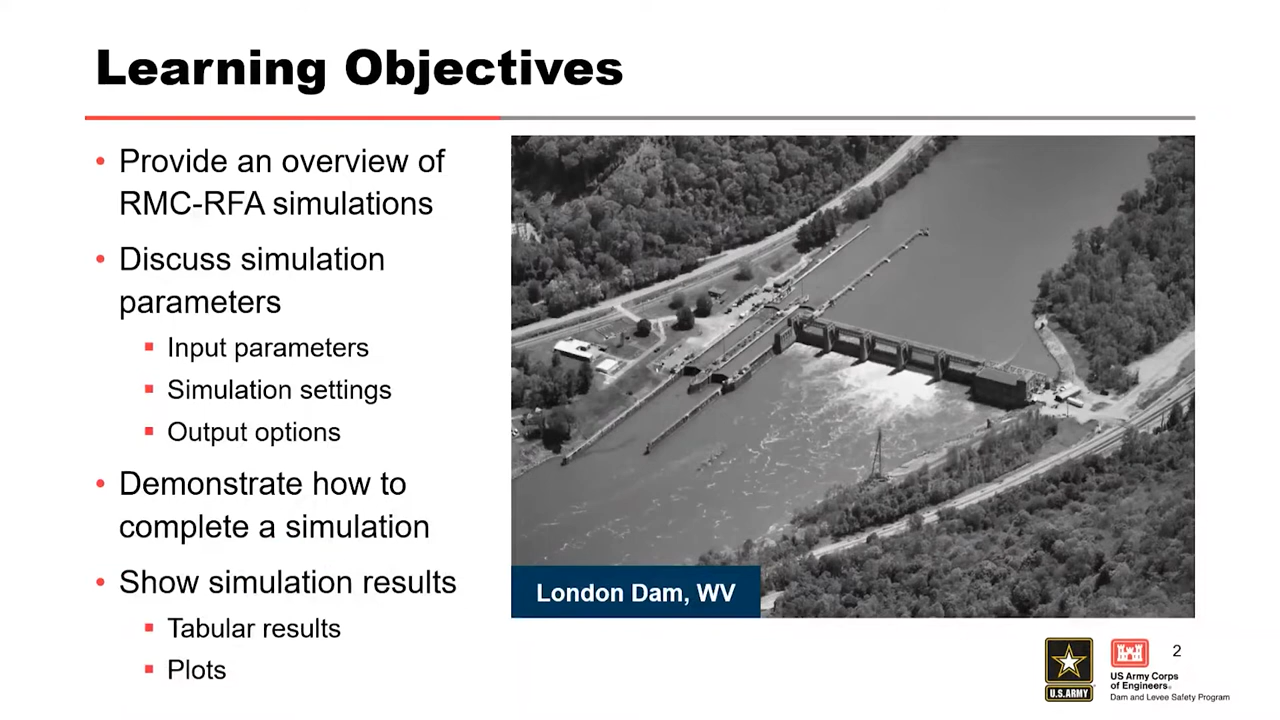 Learning Objectives
• Provide an overview of
RMC-RFA simulations
• Discuss simulation
parameters
▪ Input parameters
▪ Simulation settings
▪ Output options
• Demonstrate how to
complete a simulation
• Show simulation results
▪ Tabular results
▪ Plots
London Dam, WV
U.S. ARMY
US Army Corps
of Engineers®
Dam and Levee Safety Program
2